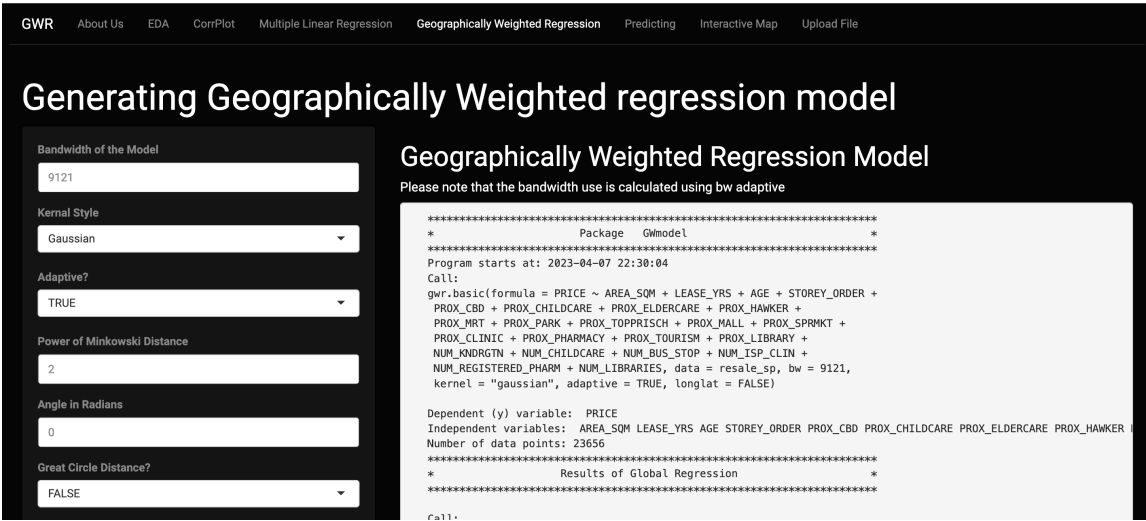 GWR About Us EDA CorrPlot Multiple Linear Regression Geographically Weighted Regression Predicting Interactive Map Upload File
Generating Geographically Weighted regression model
Bandwidth of the Model
9121
Kernal Style
Gaussian
Adaptive?
TRUE
Power of Minkowski Distance
2
Angle in Radians
0
Great Circle Distance?
FALSE
Geographically Weighted Regression Model
Please note that the bandwidth use is calculated using bw adaptive
***********************************************************************
* Package GWmodel *
***********************************************************************
Program starts at: 2023-04-07 22:30:04
Call:
gwr.basic(formula = PRICE ~ AREA_SQM + LEASE_YRS + AGE + STOREY_ORDER +
PROX_CBD + PROX_CHILDCARE + PROX_ELDERCARE + PROX_HAWKER +
PROX_MRT + PROX_PARK + PROX_TOPPRISCH + PROX_MALL + PROX_SPRMKT +
PROX_CLINIC + PROX_PHARMACY + PROX_TOURISM + PROX_LIBRARY +
NUM_KNDRGTN + NUM_CHILDCARE + NUM_BUS_STOP + NUM_ISP_CLIN +
NUM_REGISTERED_PHARM + NUM_LIBRARIES, data = resale_sp, bw = 9121,
kernel = "gaussian", adaptive = TRUE, longlat = FALSE)
Dependent (y) variable: PRICE
Independent variables: AREA_SQM LEASE_YRS AGE STOREY_ORDER PROX_CBD PROX_CHILDCARE PROX_ELDERCARE PROX_HAWKER
Number of data points: 23656
***********************************************************************
* Results of Global Regression *
***********************************************************************
Call: